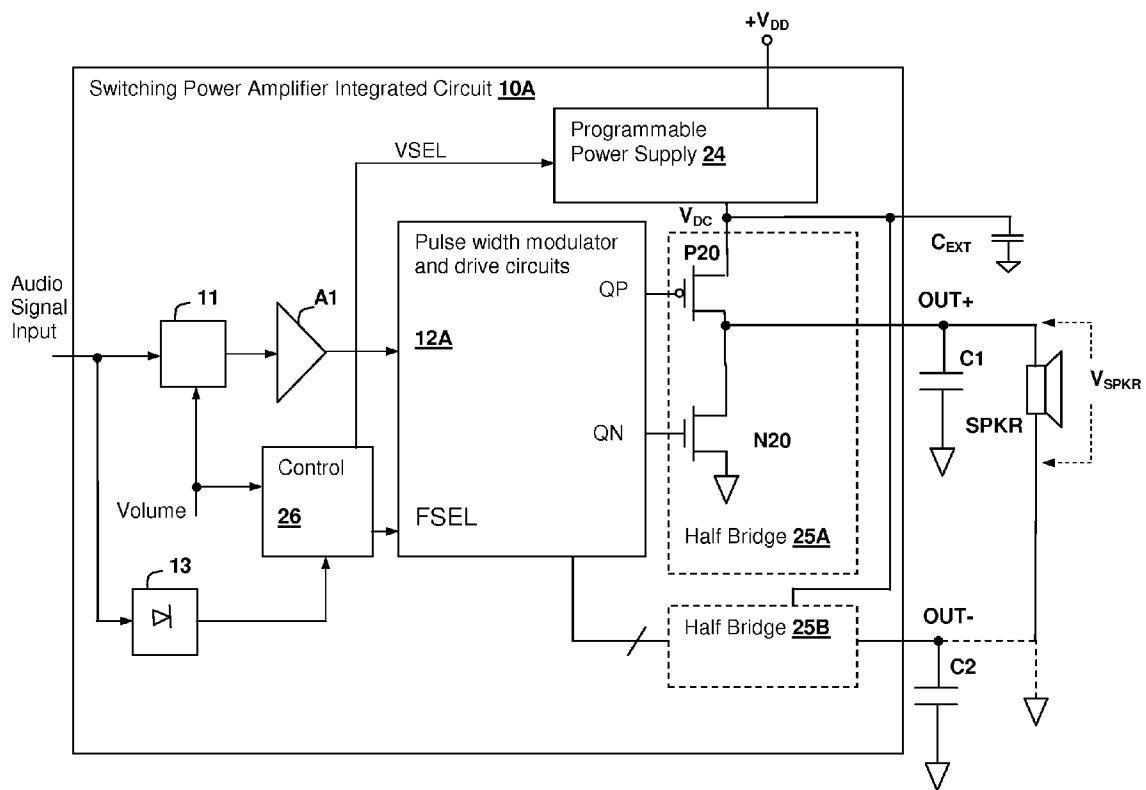 +VDD
Switching Power Amplifier Integrated Circuit 10A
Programmable
Power Supply 24
VSEL
VDC
CEXT
Pulse width modulator
and drive circuits
12A
P20
QP
Audio
Signal
Input
11
A1
OUT+
C1
VSPKR
SPKR
QN
N20
Control
26
Volume
FSEL
Half Bridge 25A
13
Half Bridge 25B
OUT-
C2